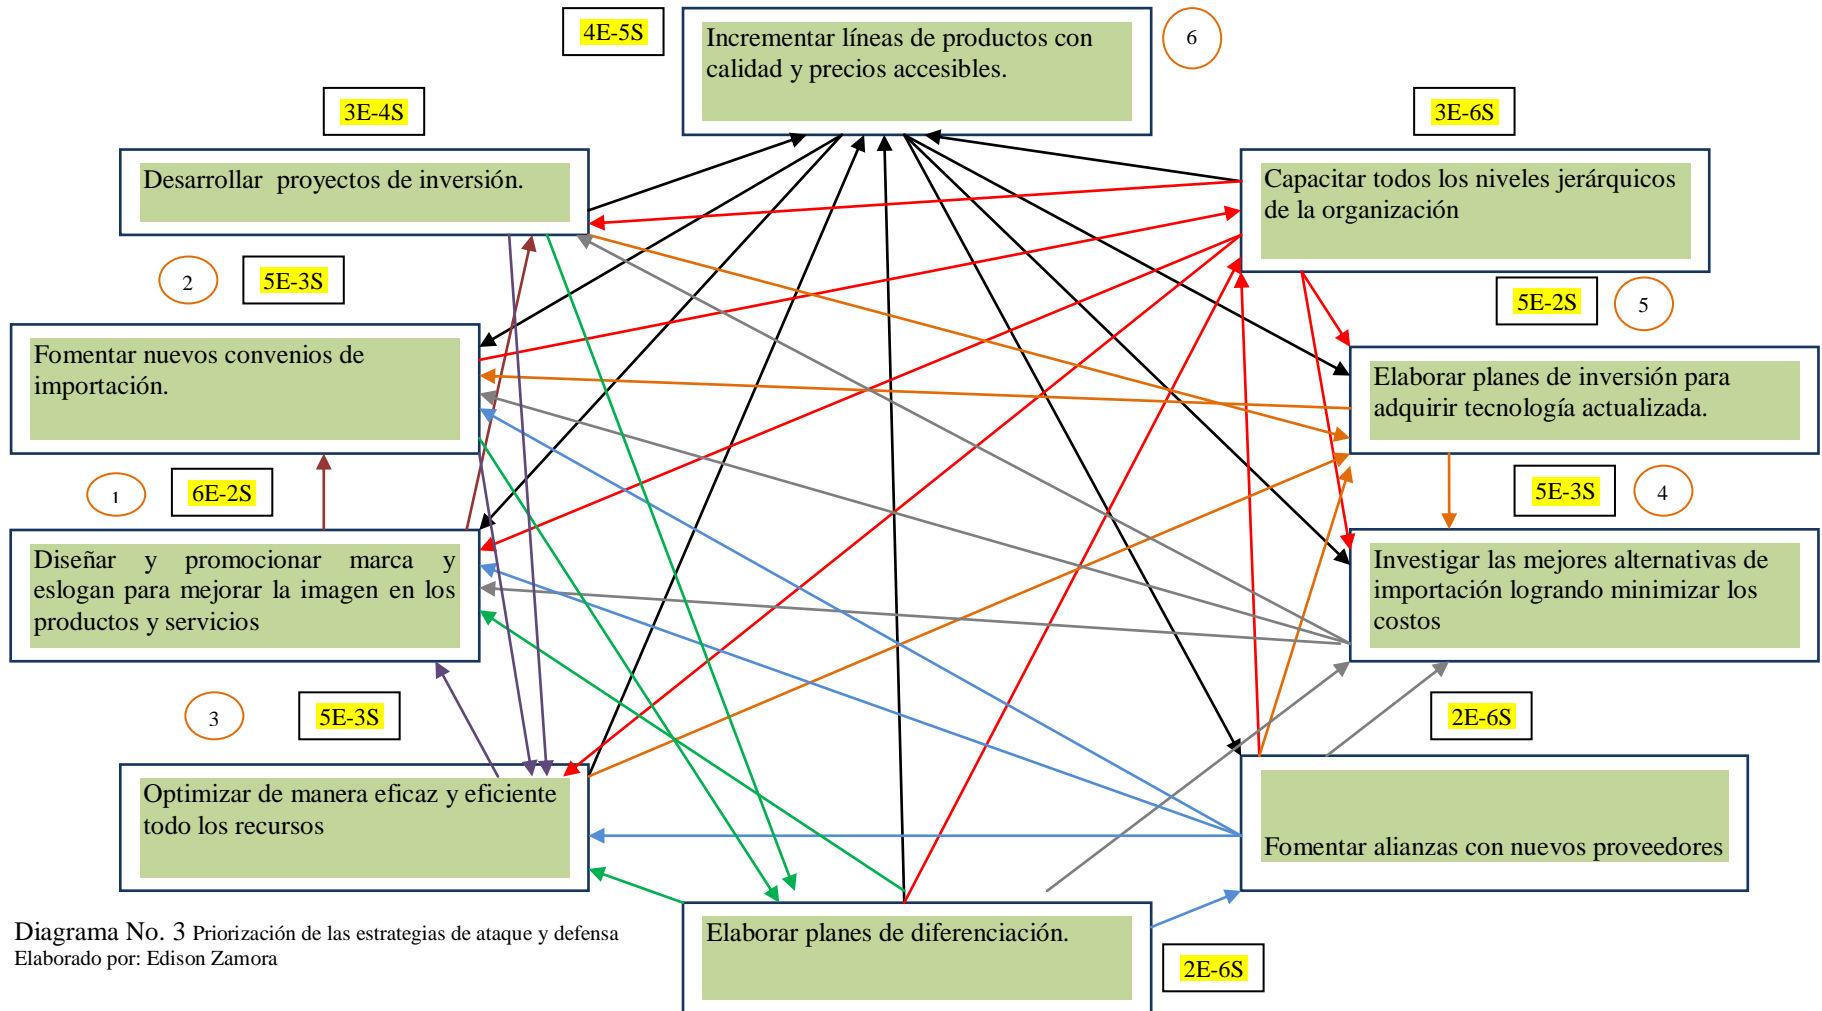 4E-5S
Incrementar líneas de productos con
calidad y precios accesibles.
6
3E-4S
Desarrollar proyectos de inversión.
3E-6S
Capacitar todos los niveles jerárquicos
de la organización
2
5E-3S
Fomentar nuevos convenios de
importación.
5E-2S
5
Elaborar planes de inversión para
adquirir tecnología actualizada.
1
6E-2S
Diseñar y promocionar marca y
eslogan para mejorar la imagen en los
productos y servicios
5E-3S
4
Investigar las mejores alternativas de
importación logrando minimizar los
costos
3
5E-3S
Optimizar de manera eficaz y eficiente
todo los recursos
2E-6S
Fomentar alianzas con nuevos proveedores
Elaborar planes de diferenciación.
2E-6S
Diagrama No. 3 Priorización de las estrategias de ataque y defensa
Elaborado por: Edison Zamora